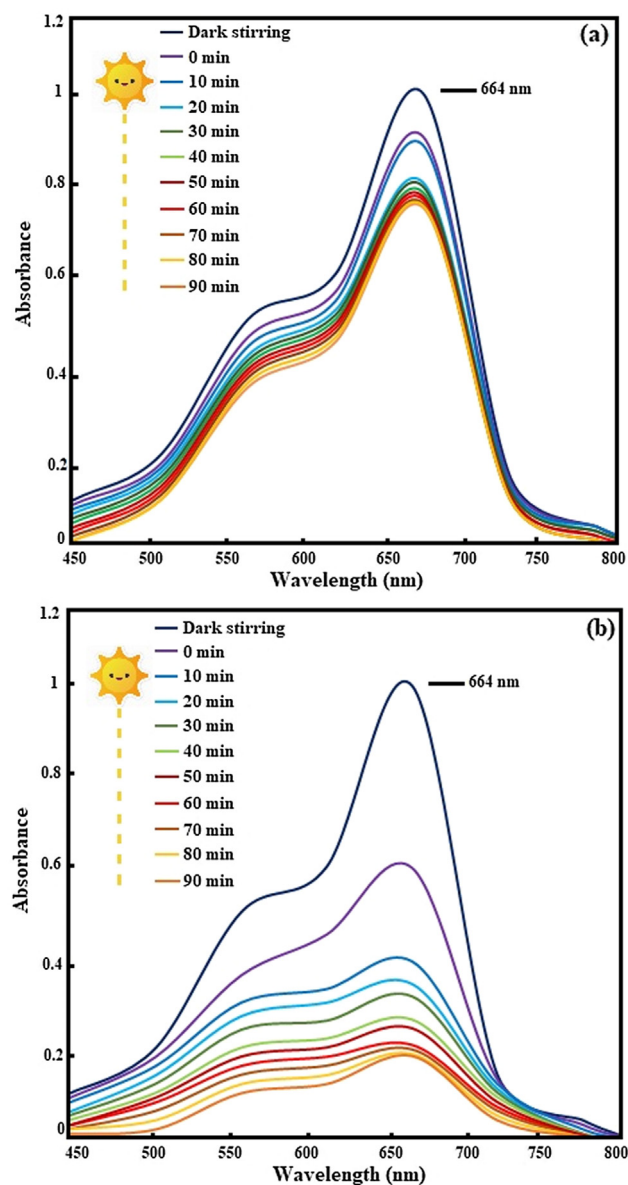 1.2
(a)
Dark stirring
0 min
10 min
20 min
30 min
40 min
50 min
60 min
70 min
80 min
90 min
664 nm
1
0.8
0.6
0.4
0.2
0
Absorbance
450 500 550 600 650 700 750 800
Wavelength (nm)
1.2
(b)
Dark stirring
0 min
10 min
20 min
30 min
40 min
50 min
60 min
70 min
80 min
90 min
664 nm
1
0.8
0.6
0.4
0.2
0
Absorbance
450 500 550 600 650 700 750 800
Wavelength (nm)